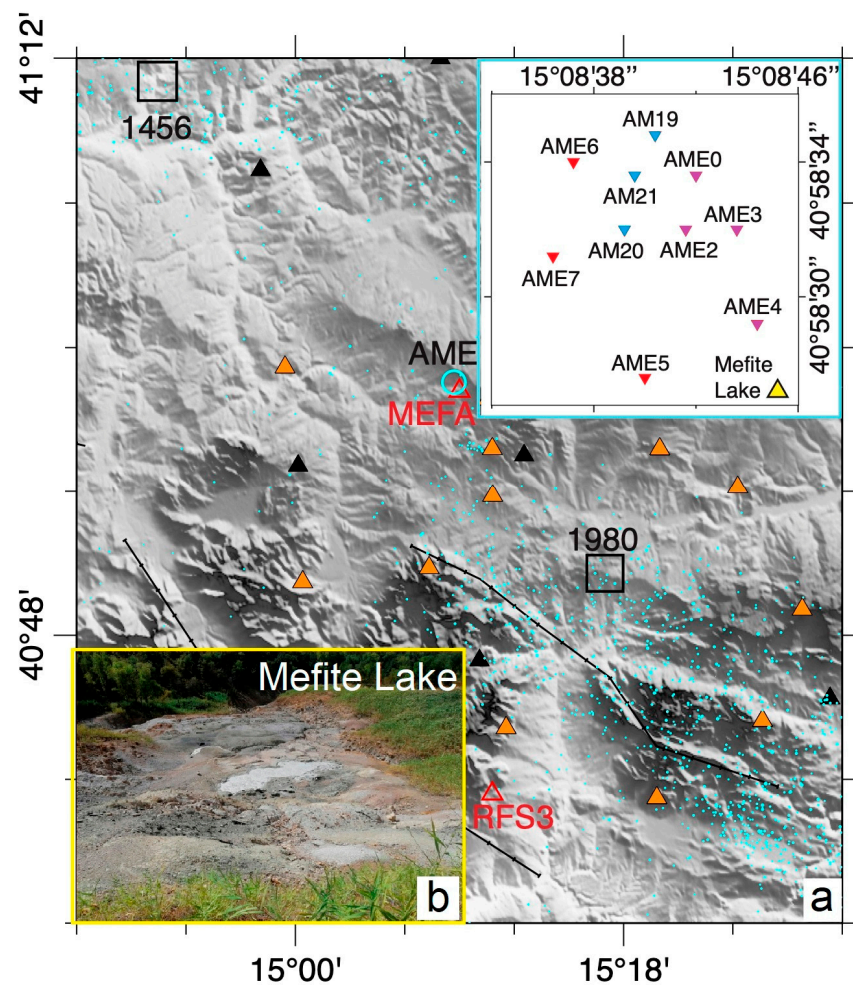 41°12'
1456
15°08'38’’ 15°08'46’’
AM19
AME6
AME0
AM21
AME3
AM20 AME2
AME7
AME4
AME5
Mefite
Lake
40°58'34’’
40°58'30’’
AME
MEFA
1980
40°48'
Mefite Lake
RFS3
b
a
15°00'
15°18'